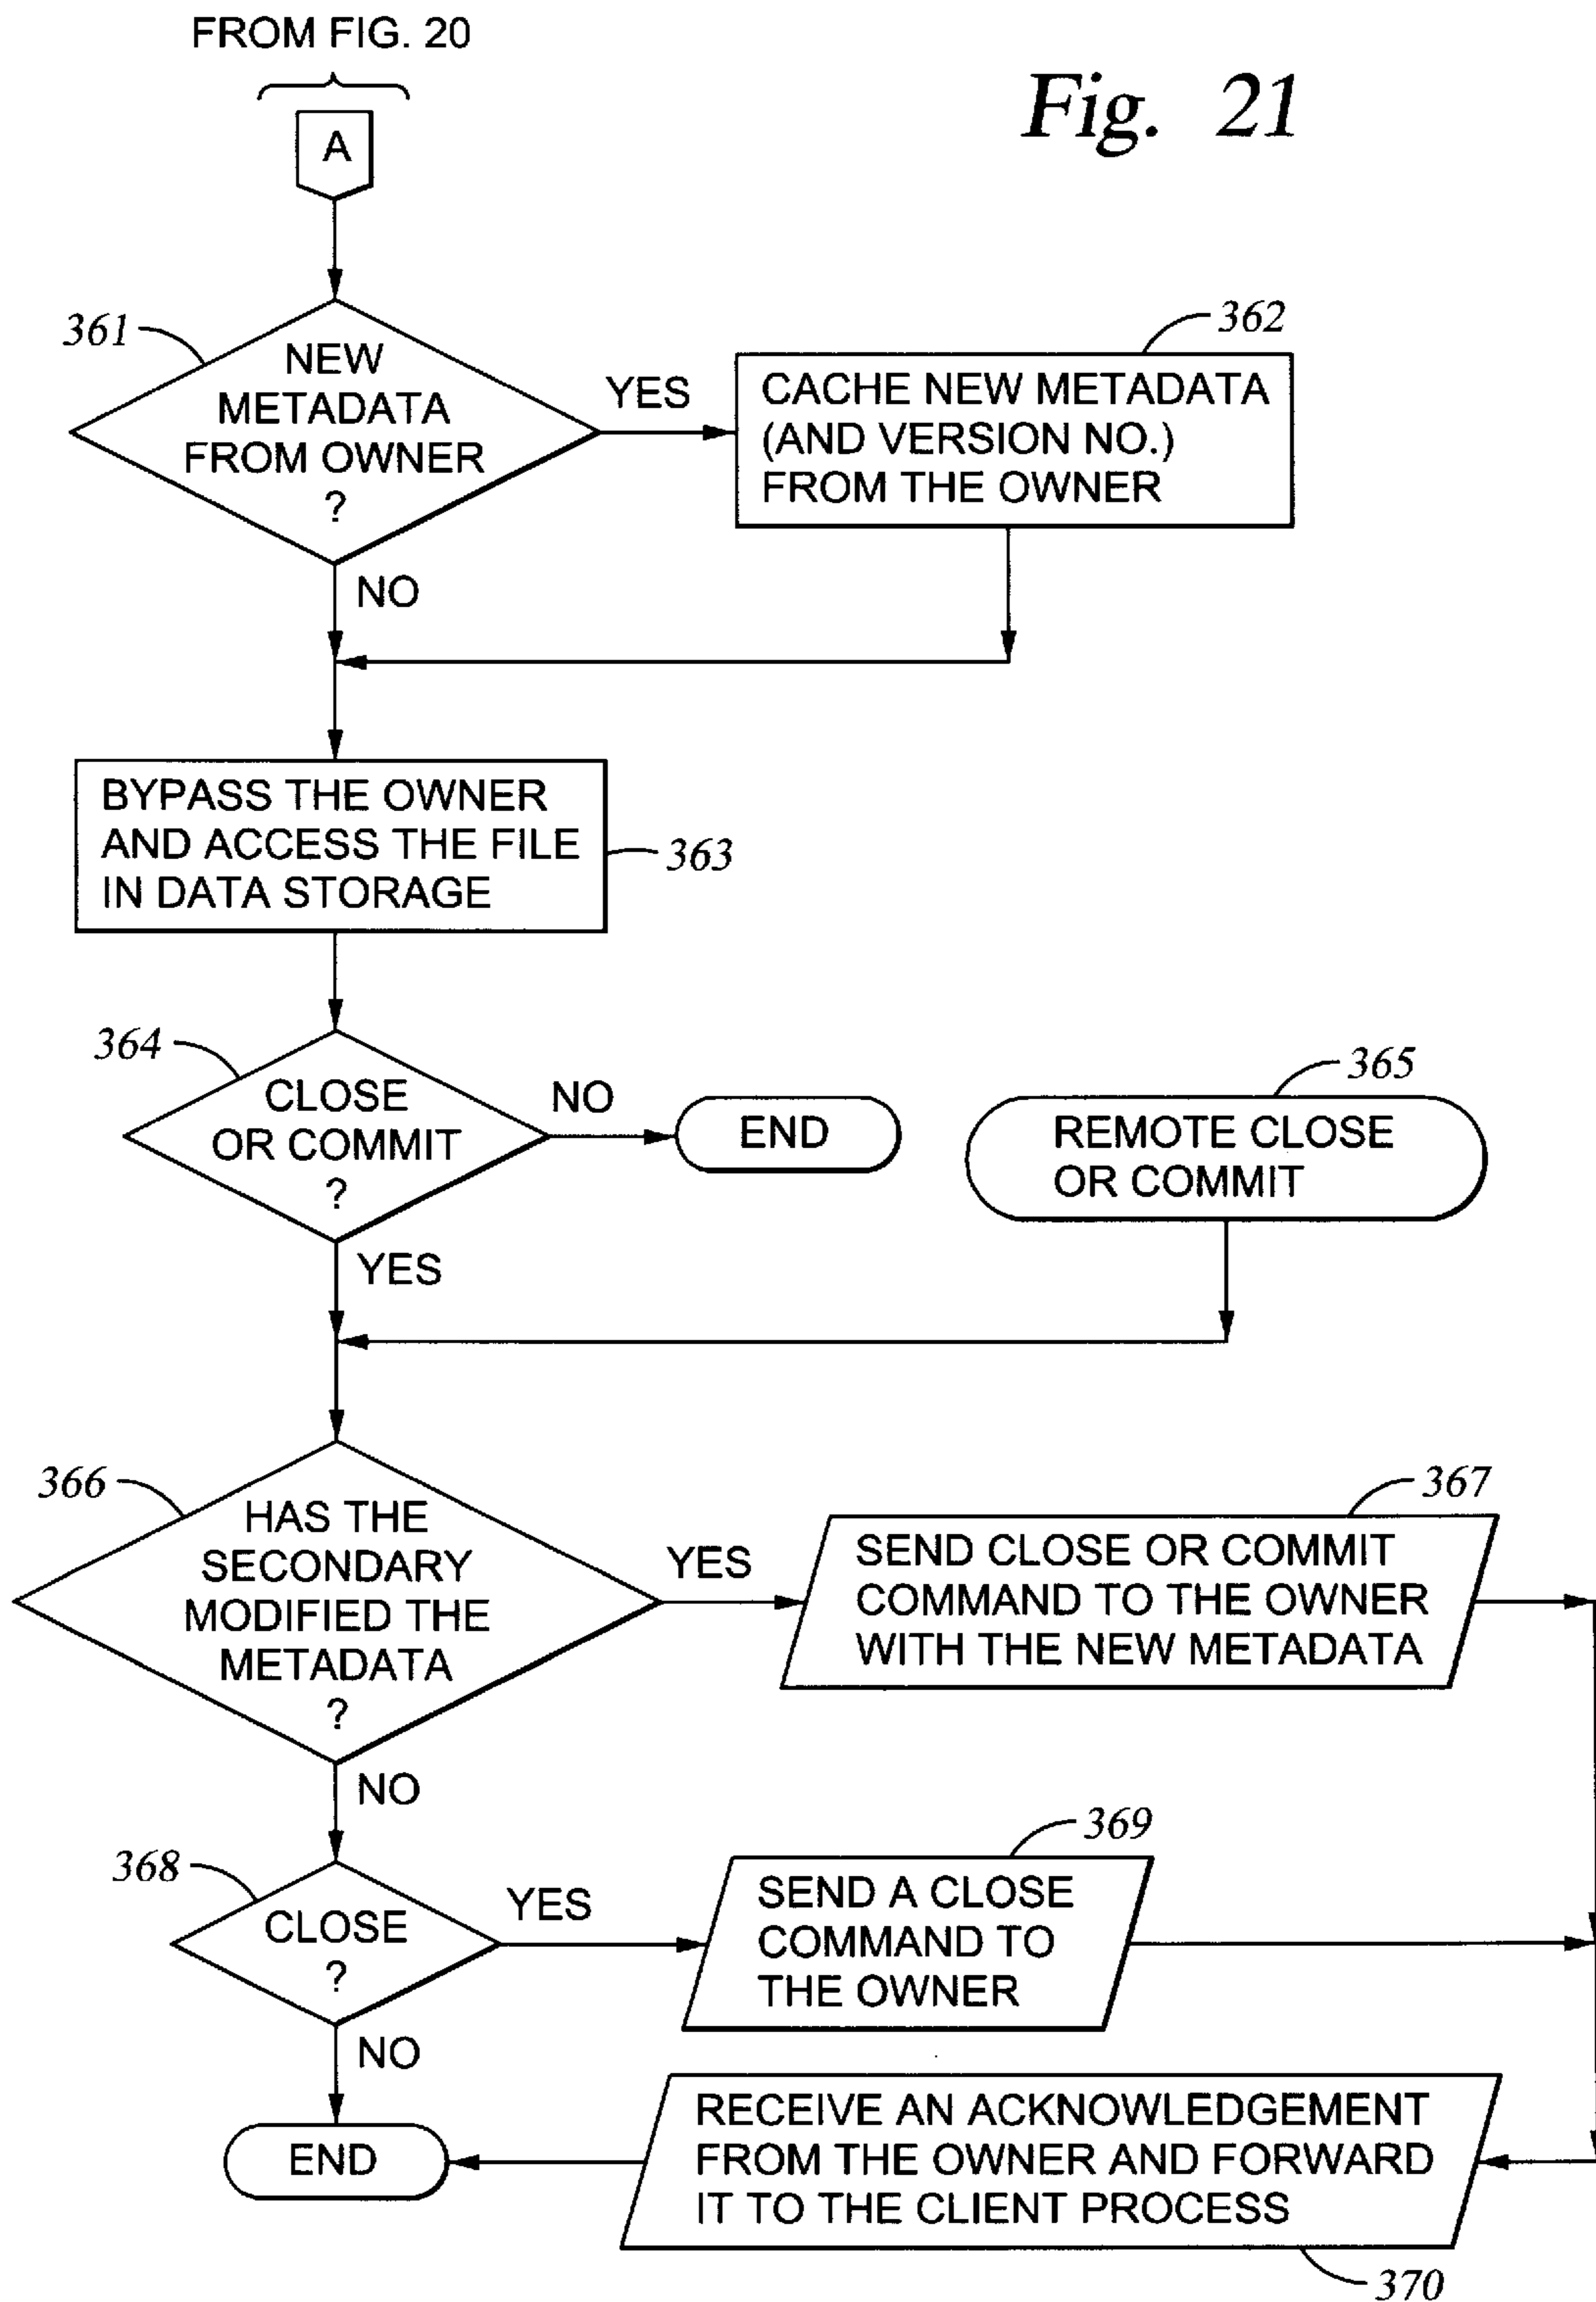 FROM FIG. 20
Fig. 21
A
361
NEW
METADATA
FROM OWNER
?
YES
362
CACHE NEW METADATA
(AND VERSION NO.)
FROM THE OWNER
NO
BYPASS THE OWNER
AND ACCESS THE FILE
IN DATA STORAGE
363
364
CLOSE
OR COMMIT
?
NO
END
365
REMOTE CLOSE
OR COMMIT
YES
366
HAS THE
SECONDARY
MODIFIED THE
METADATA
?
YES
367
SEND CLOSE OR COMMIT
COMMAND TO THE OWNER
WITH THE NEW METADATA
NO
368
CLOSE
?
YES
369
SEND A CLOSE
COMMAND TO
THE OWNER
NO
END
RECEIVE AN ACKNOWLEDGEMENT
FROM THE OWNER AND FORWARD
IT TO THE CLIENT PROCESS
370